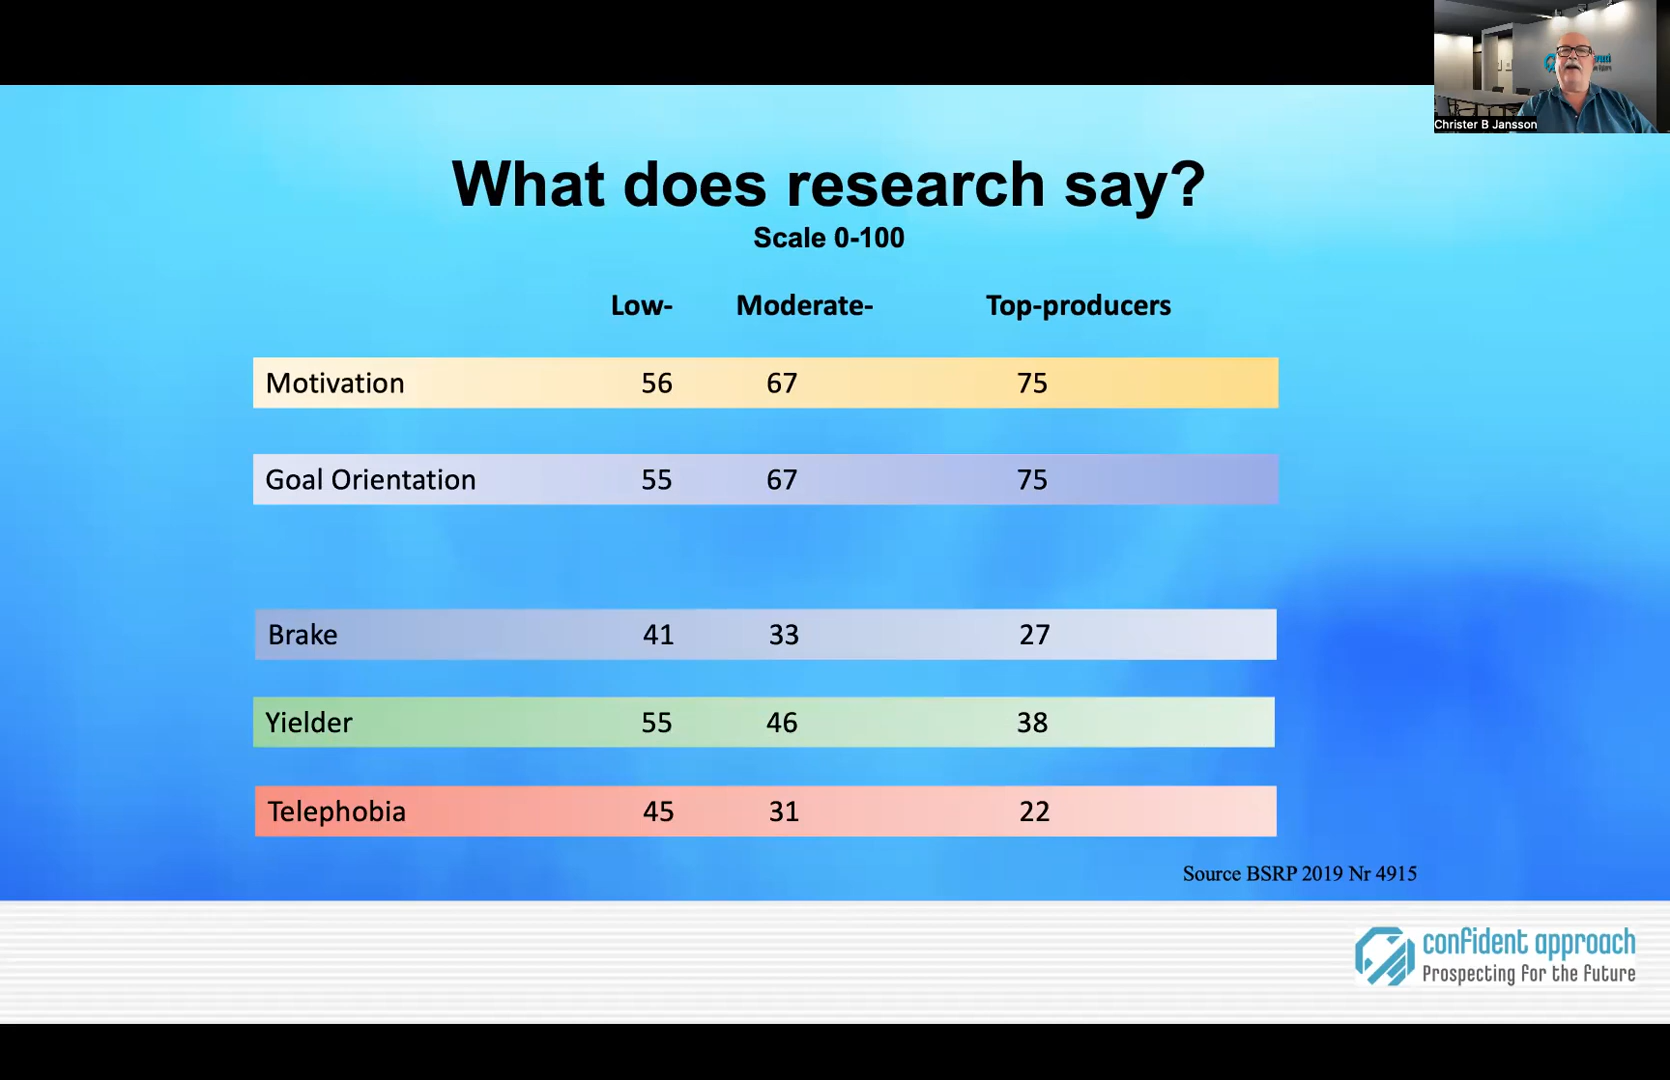 Christer B Jansson
What does research say?
Scale 0-100
Low- Moderate- Top-producers
Motivation 56 67 75
Goal Orientation 55 67 75
Brake 41 33 27
Yielder 55 46 38
Telephobia 45 31 22
Source BSRP 2019 Nr 4915
confident approach
Prospecting for the future